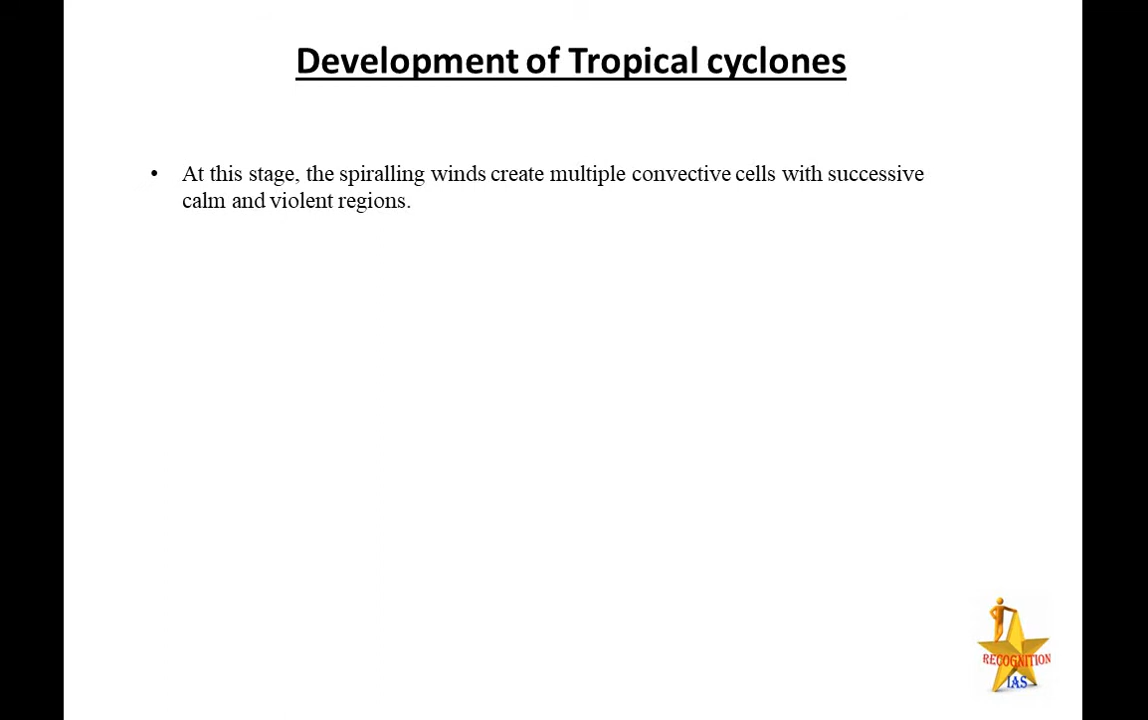 Development of Tropical cyclones
• At this stage, the spiralling winds create multiple convective cells with successive
calm and violent regions.
RECOGNITION
IAS